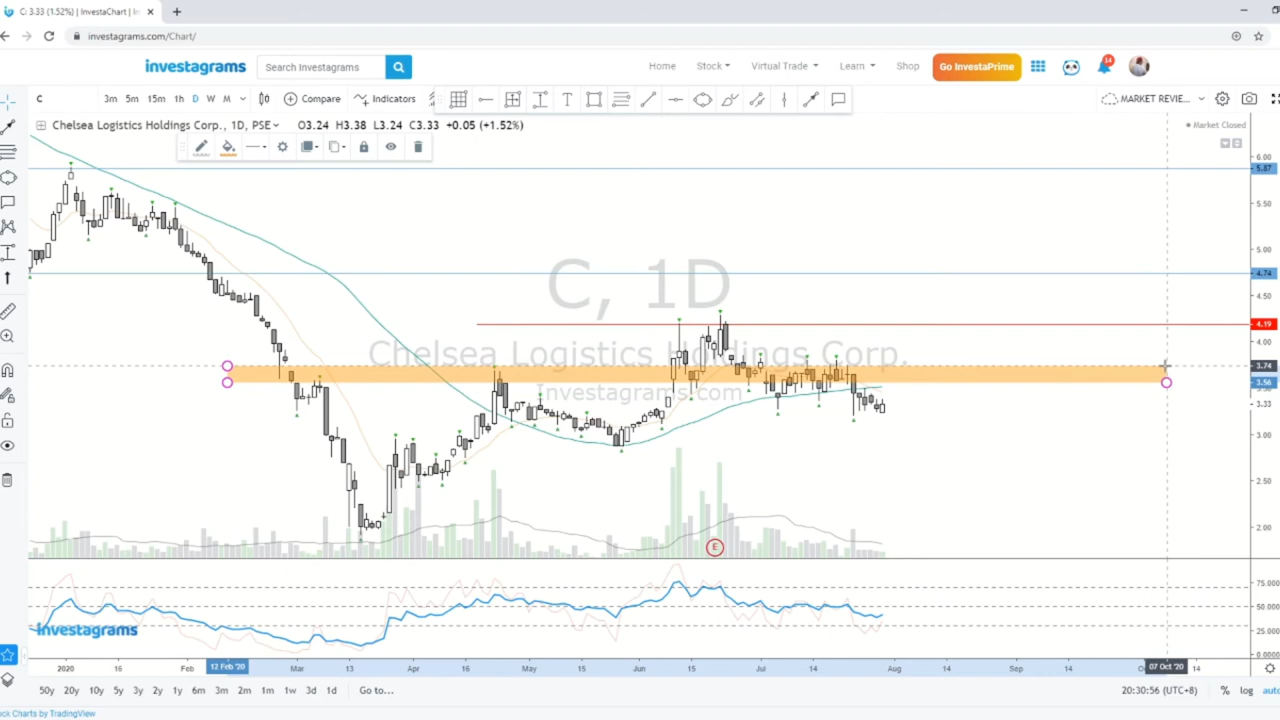 C: 3.33 (1.52%) | InvestaChart | In
investagrams.com/Chart/
investagrams
Search Investagrams
Home
Stock
Virtual Trade
Learn
Shop
Go InvestaPrime
14
C
3m 5m 15m 1h D W M
Compare
Indicators
MARKET REVIE...
Chelsea Logistics Holdings Corp., 1D, PSE
O3.24 H3.38 L3.24 C3.33 +0.05 (+1.52%)
Market Closed
6.00
5.87
5.50
5.00
4.74
4.50
4.19
4.00
3.74
3.56
3.33
3.00
2.50
2.00
C, 1D
Chelsea Logistics Holdings Corp.
Investagrams.com
E
75.000
50.000
25.000
0.0000
investagrams
2020 16 Feb 12 Feb '20 Mar 13 Apr 16 May 15 Jun 15 Jul 14 Aug 14 Sep 14 07 Oct '20 14
50y 20y 10y 5y 3y 2y 1y 6m 3m 2m 1m 1w 3d 1d Go to...
20:30:56 (UTC+8)
% log auto
ock Charts by TradingView